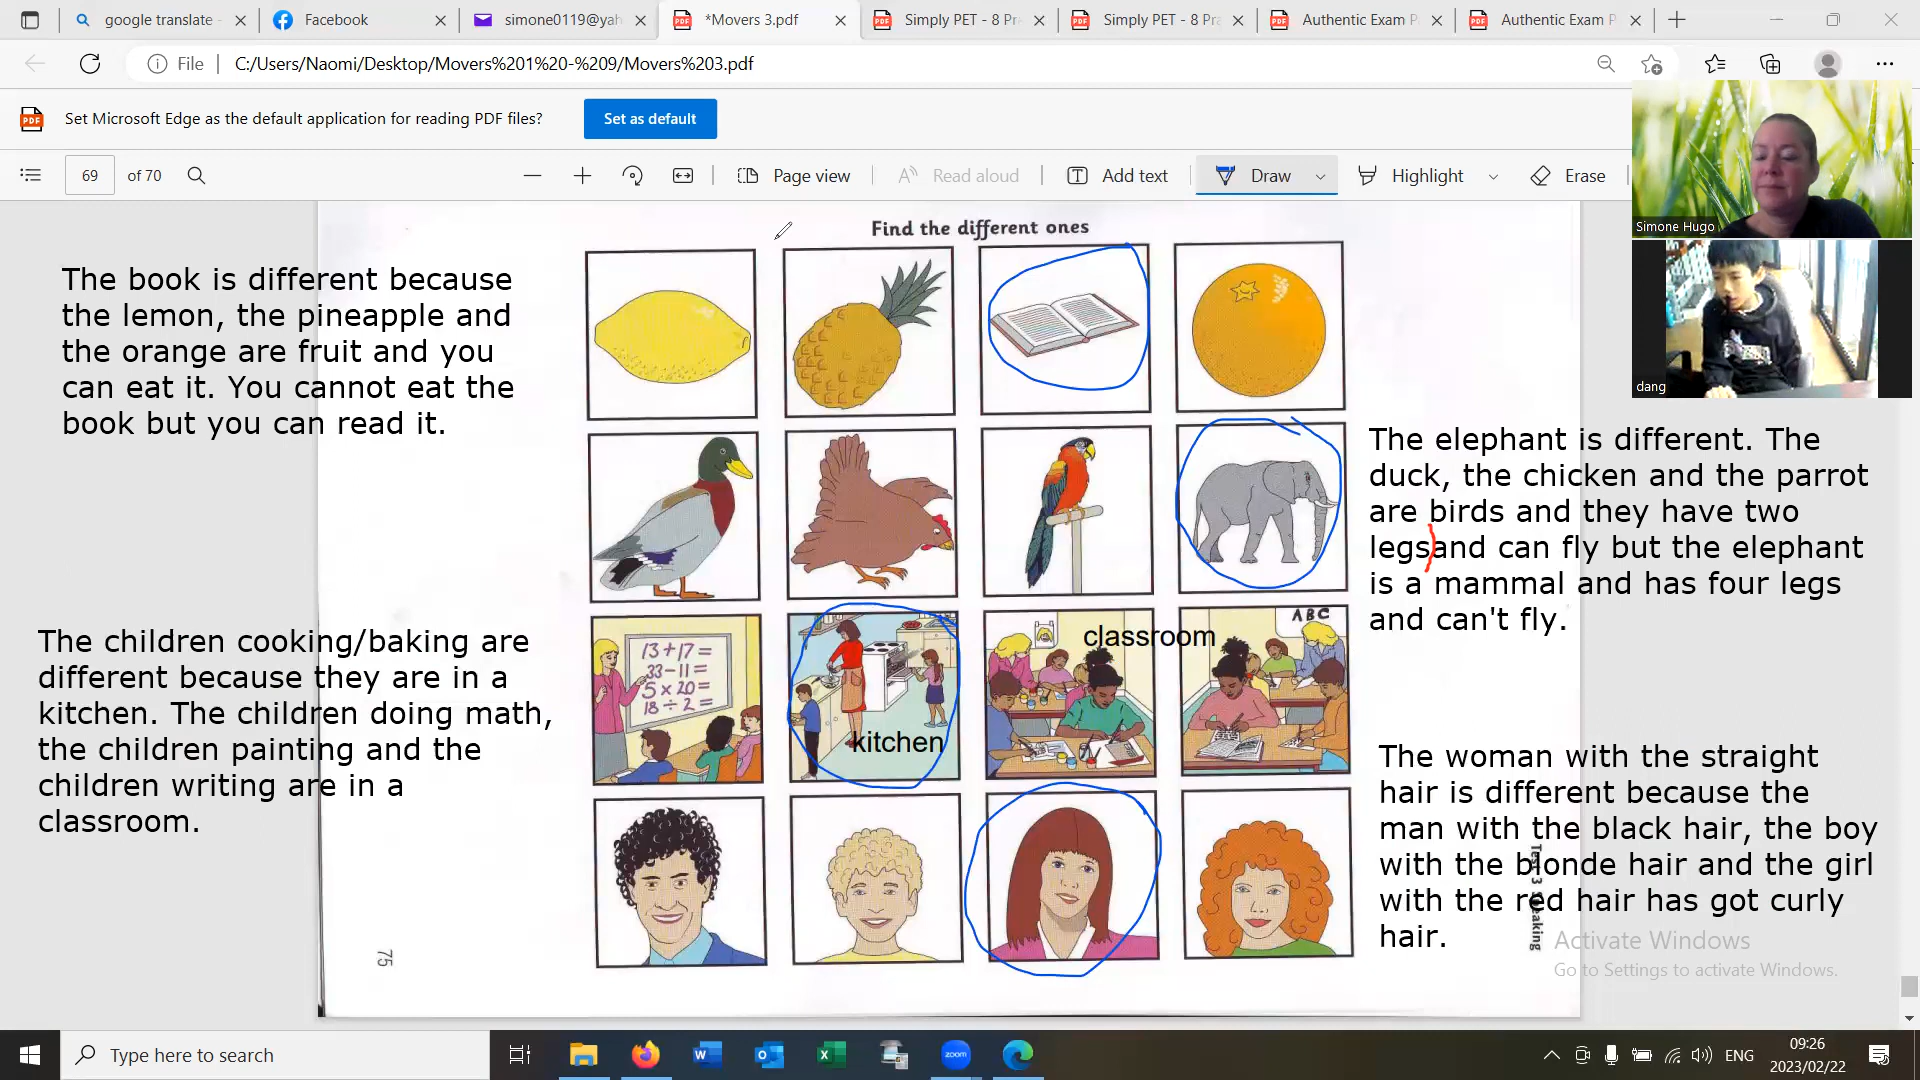 google translate -
Facebook
simone0119@yah
*Movers 3.pdf
Simply PET - 8 Pr
Simply PET - 8 Pra
Authentic Exam P
Authentic Exam P
File
C:/Users/Naomi/Desktop/Movers%201%20-%209/Movers%203.pdf
Set Microsoft Edge as the default application for reading PDF files?
Set as default
69
of 70
Page view
Read aloud
Add text
Draw
Highlight
Erase
Simone Hugo
dang
Find the different ones
The book is different because
the lemon, the pineapple and
the orange are fruit and you
can eat it. You cannot eat the
book but you can read it.
The elephant is different. The
duck, the chicken and the parrot
are birds and they have two
legs)and can fly but the elephant
is a mammal and has four legs
and can't fly.
The children cooking/baking are
different because they are in a
kitchen. The children doing math,
the children painting and the
children writing are in a
classroom.
13 + 17 =
33 - 11 =
5 x 20 =
18 ÷ 2 =
kitchen
classroom
ABC
The woman with the straight
hair is different because the
man with the black hair, the boy
with the blonde hair and the girl
with the red hair has got curly
hair.
Test 3 Speaking
75
Activate Windows
Go to Settings to activate Windows.
Type here to search
zoom
ENG
09:26
2023/02/22